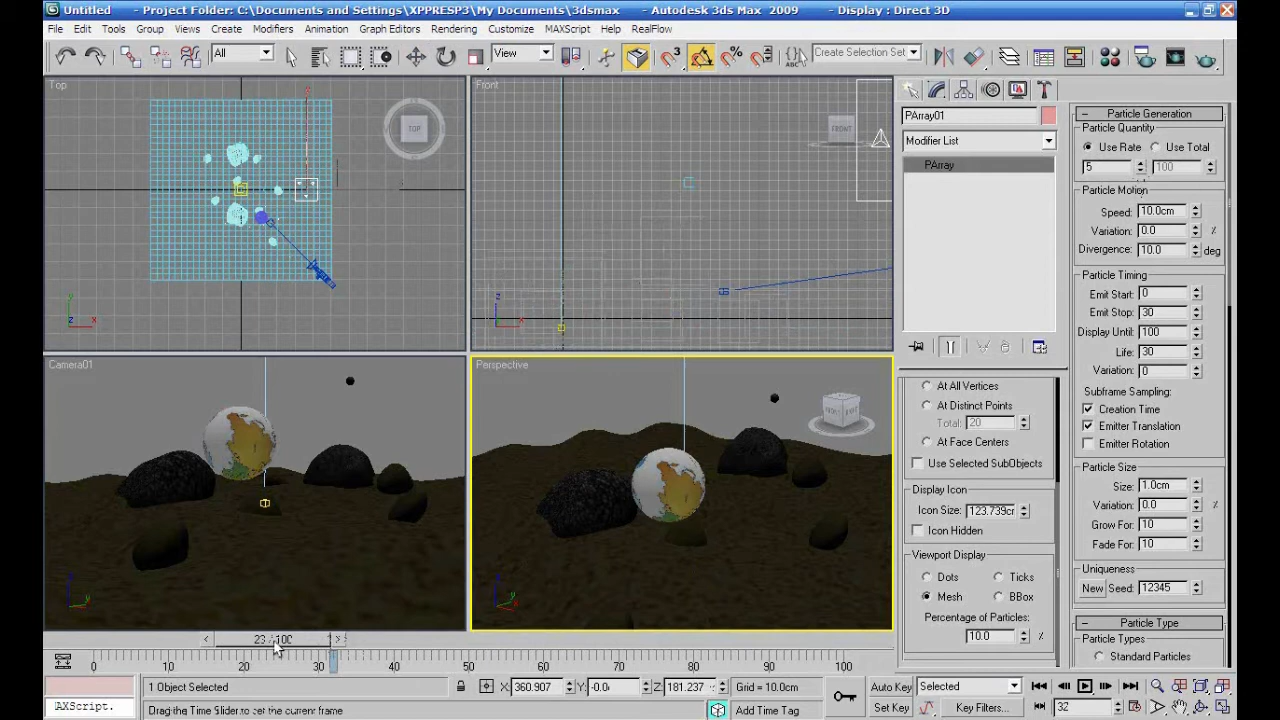 Untitled - Project Folder: C:\Documents and Settings\XPPRESP3\My Documents\3dsmax - Autodesk 3ds Max 2009 - Display : Direct 3D
File Edit Tools Group Views Create Modifiers Animation Graph Editors Rendering Customize MAXScript Help RealFlow
All View 3 % ABC Create Selection Set
Top
TOP
y
z x
Front
FRONT
z
x
Camera01
Perspective
PArray01
Modifier List
PArray
At All Vertices
At Distinct Points
Total: 20
At Face Centers
Use Selected SubObjects
Display Icon
Icon Size: 123.739cm
Icon Hidden
Viewport Display
Dots Ticks
Mesh BBox
Percentage of Particles:
10.0 %
Particle Generation
Particle Quantity
Use Rate Use Total
5 100
Particle Motion
Speed: 10.0cm
Variation: 0.0 %
Divergence: 10.0 deg
Particle Timing
Emit Start: 0
Emit Stop: 30
Display Until: 100
Life: 30
Variation: 0
Subframe Sampling:
Creation Time
Emitter Translation
Emitter Rotation
Particle Size
Size: 1.0cm
Variation: 0.0 %
Grow For: 10
Fade For: 10
Uniqueness
New Seed: 12345
Particle Type
Particle Types
Standard Particles
< 23 / 100 >
0 10 20 30 40 50 60 70 80 90 100
1 Object Selected X: 360.907 Y: -0.0 Z: 181.237 Grid = 10.0cm Auto Key Selected
AXScript. Drag the Time Slider to set the current frame Add Time Tag Set Key Key Filters... 32